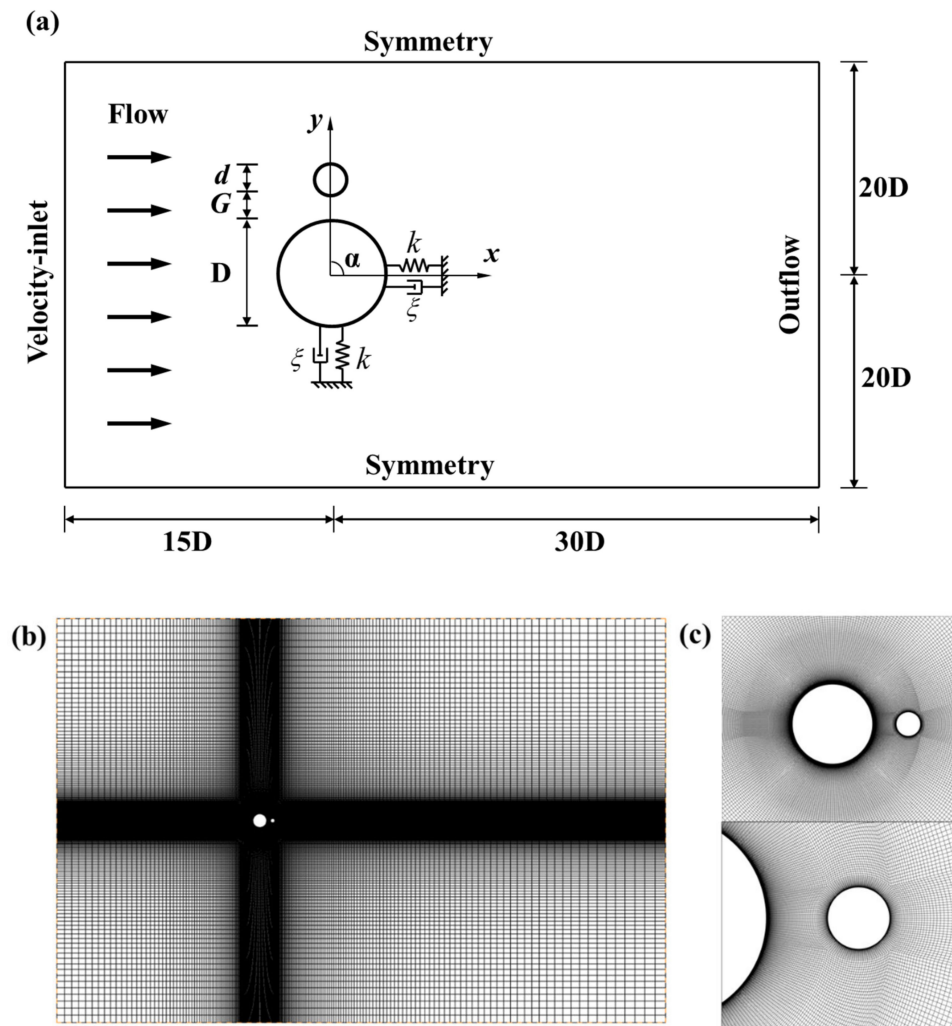 (a)
Symmetry
Flow
y
d
G
D
α
k
x
ξ
ξ
k
Velocity-inlet
Outflow
20D
20D
Symmetry
15D
30D
(b)
(c)